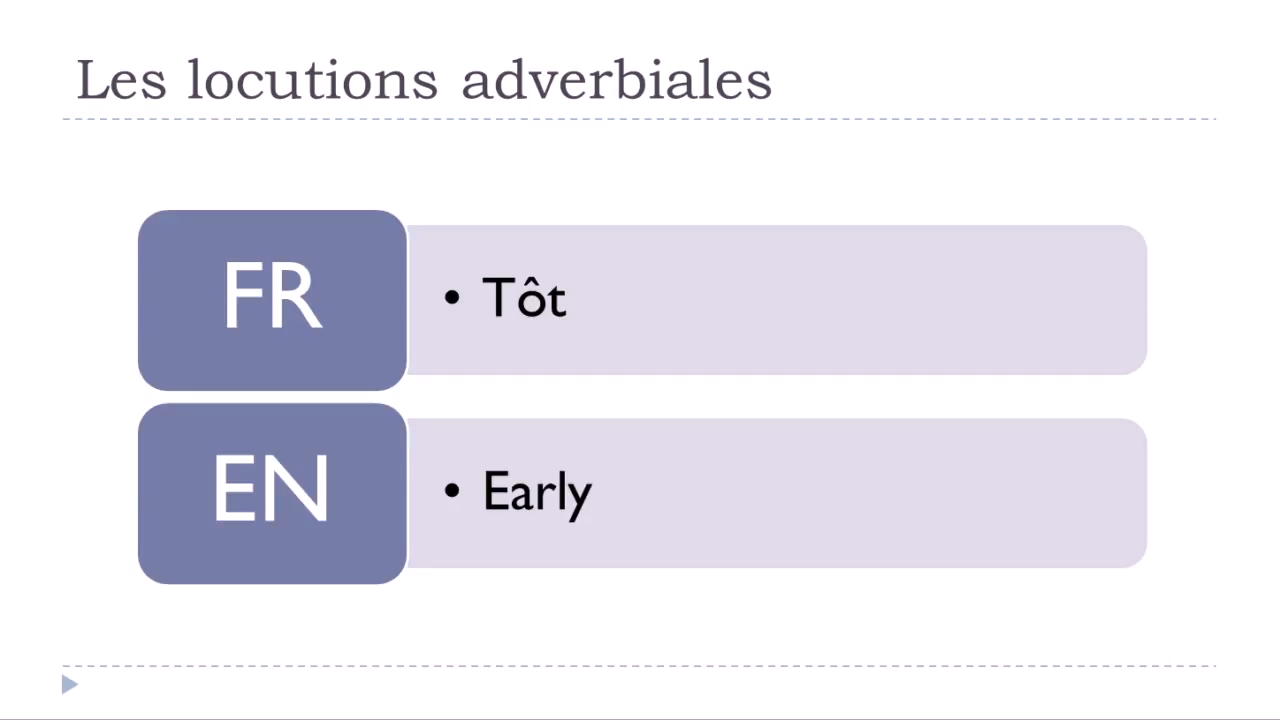 Les locutions adverbiales
FR
• Tôt
EN
• Early